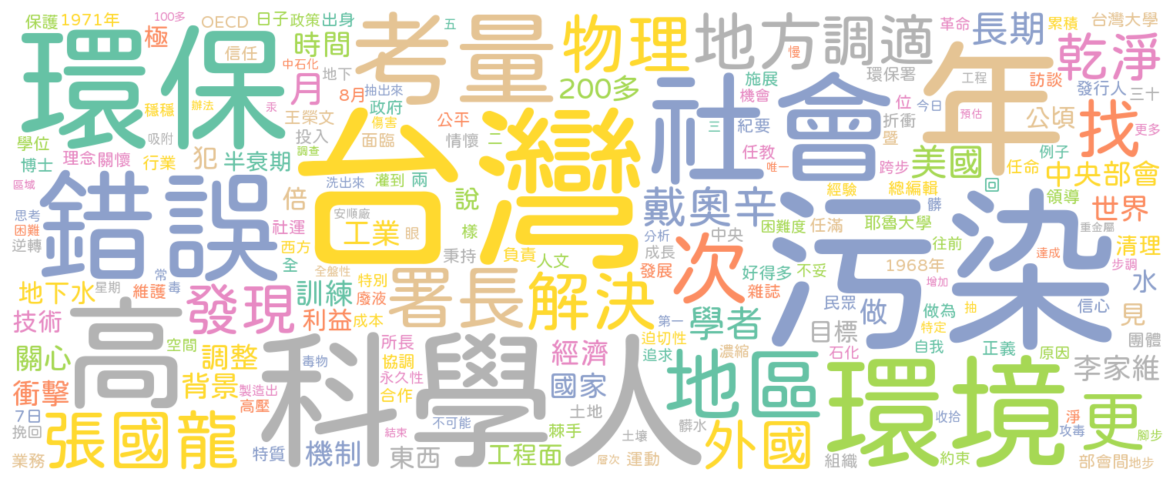 保護 1971年 OECD 日子 政策 出身 100多 五 革命 長期 累積 台灣大學
環保 信任 極 時間 中石化 考量 物理 地方調適 乾淨
月 地下 8月 抽出來 200多 施展 環保署 年 工程 訪談 發行人 三十
穩穩 辦法 汞 王榮文 政府 社會 機會 位 今日 預估 公頃 找 更多
學位 吸附 投入 傷害 公平 台灣 三 紀要 折衝
博士 理念 關懷 犯 調查 面臨 情懷 二 任教 暨 美國 例子
區域 行業 半衰期 洗出來 灌到 兩 唯一 跨步 回 任命 中央部會
思考 錯誤 倍 安順廠 說 戴奧辛 經驗 總編輯 髒 領導
困難 社運 工業 眼 樣 困難度 任滿 耶魯大學 污染 世界
逆轉 西方 秉持 分析 中央 往前 重金屬
常 全 全盤性 負責 人文 成長 次 達成 清理
地下水 星期 維護 毒 特別 署長 解決 發展 好得多 不妥 1968年 增加 步調 水
發現 訓練 廢液 雜誌 民眾 做 做為 特定 抽 信心 見
技術 高 利益 成本 第一 學者 目標 自我 團體
關心 空間 調整 毒物 所長 科學人 經濟 迫切性 追求 濃縮 石化 正義 原因 李家維
衝擊 背景 製造出 協調 永久性 國家 地區 環境 更
7日 高壓 合作 土地 收拾 淨
挽回 張國龍 結束 不可能 棘手 土壤 髒水 外國 攻毒 腳步
業務 特質 機制 東西 工程面 層次 運動 組織 約束 部會間 地步